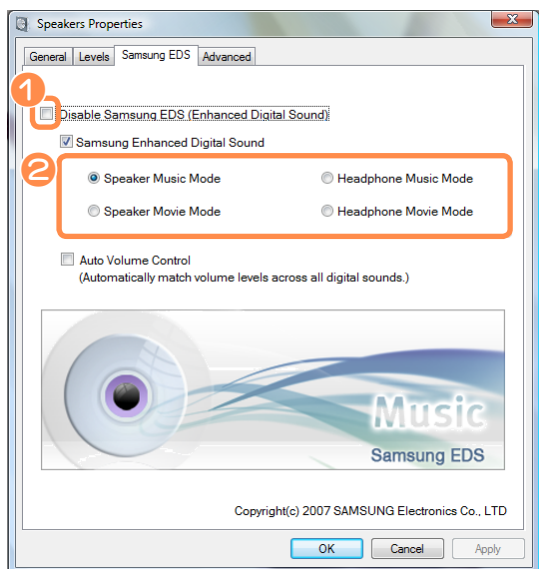 Speakers Properties
General Levels Samsung EDS Advanced
1
Disable Samsung EDS (Enhanced Digital Sound)
Samsung Enhanced Digital Sound
2
Speaker Music Mode Headphone Music Mode
Speaker Movie Mode Headphone Movie Mode
Auto Volume Control
(Automatically match volume levels across all digital sounds.)
Music
Samsung EDS
Copyright(c) 2007 SAMSUNG Electronics Co., LTD
OK Cancel Apply